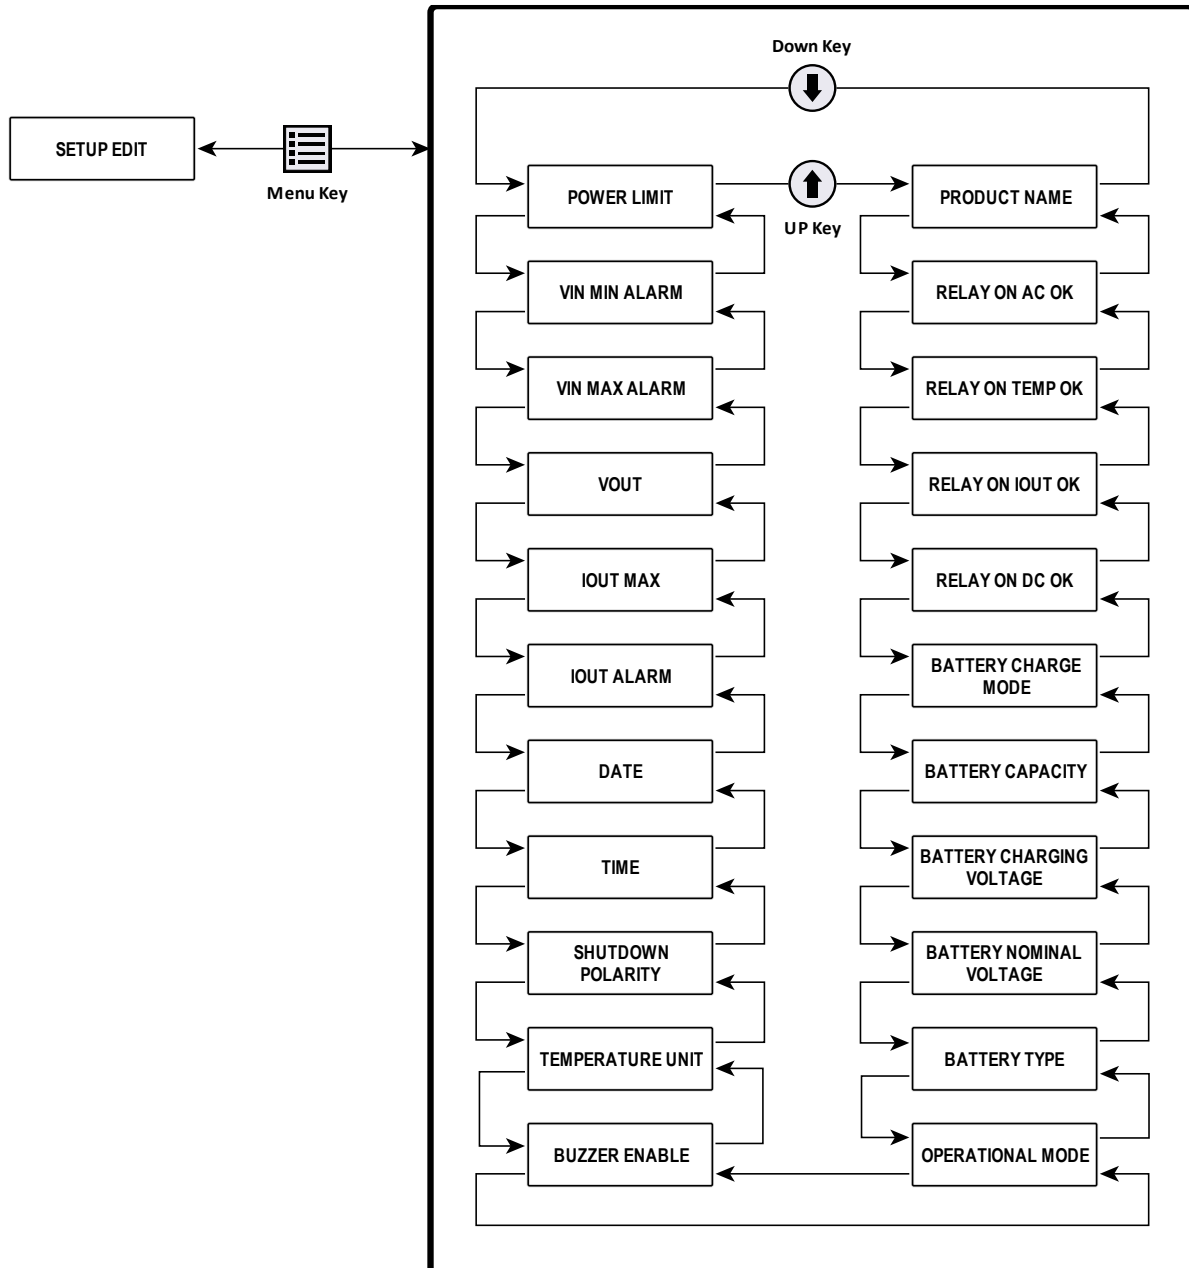 Down Key
SETUP EDIT
Menu Key
POWER LIMIT
UP Key
PRODUCT NAME
VIN MIN ALARM
RELAY ON AC OK
VIN MAX ALARM
RELAY ON TEMP OK
VOUT
RELAY ON IOUT OK
IOUT MAX
RELAY ON DC OK
IOUT ALARM
BATTERY CHARGE
MODE
DATE
BATTERY CAPACITY
TIME
BATTERY CHARGING
VOLTAGE
SHUTDOWN
POLARITY
BATTERY NOMINAL
VOLTAGE
TEMPERATURE UNIT
BATTERY TYPE
BUZZER ENABLE
OPERATIONAL MODE